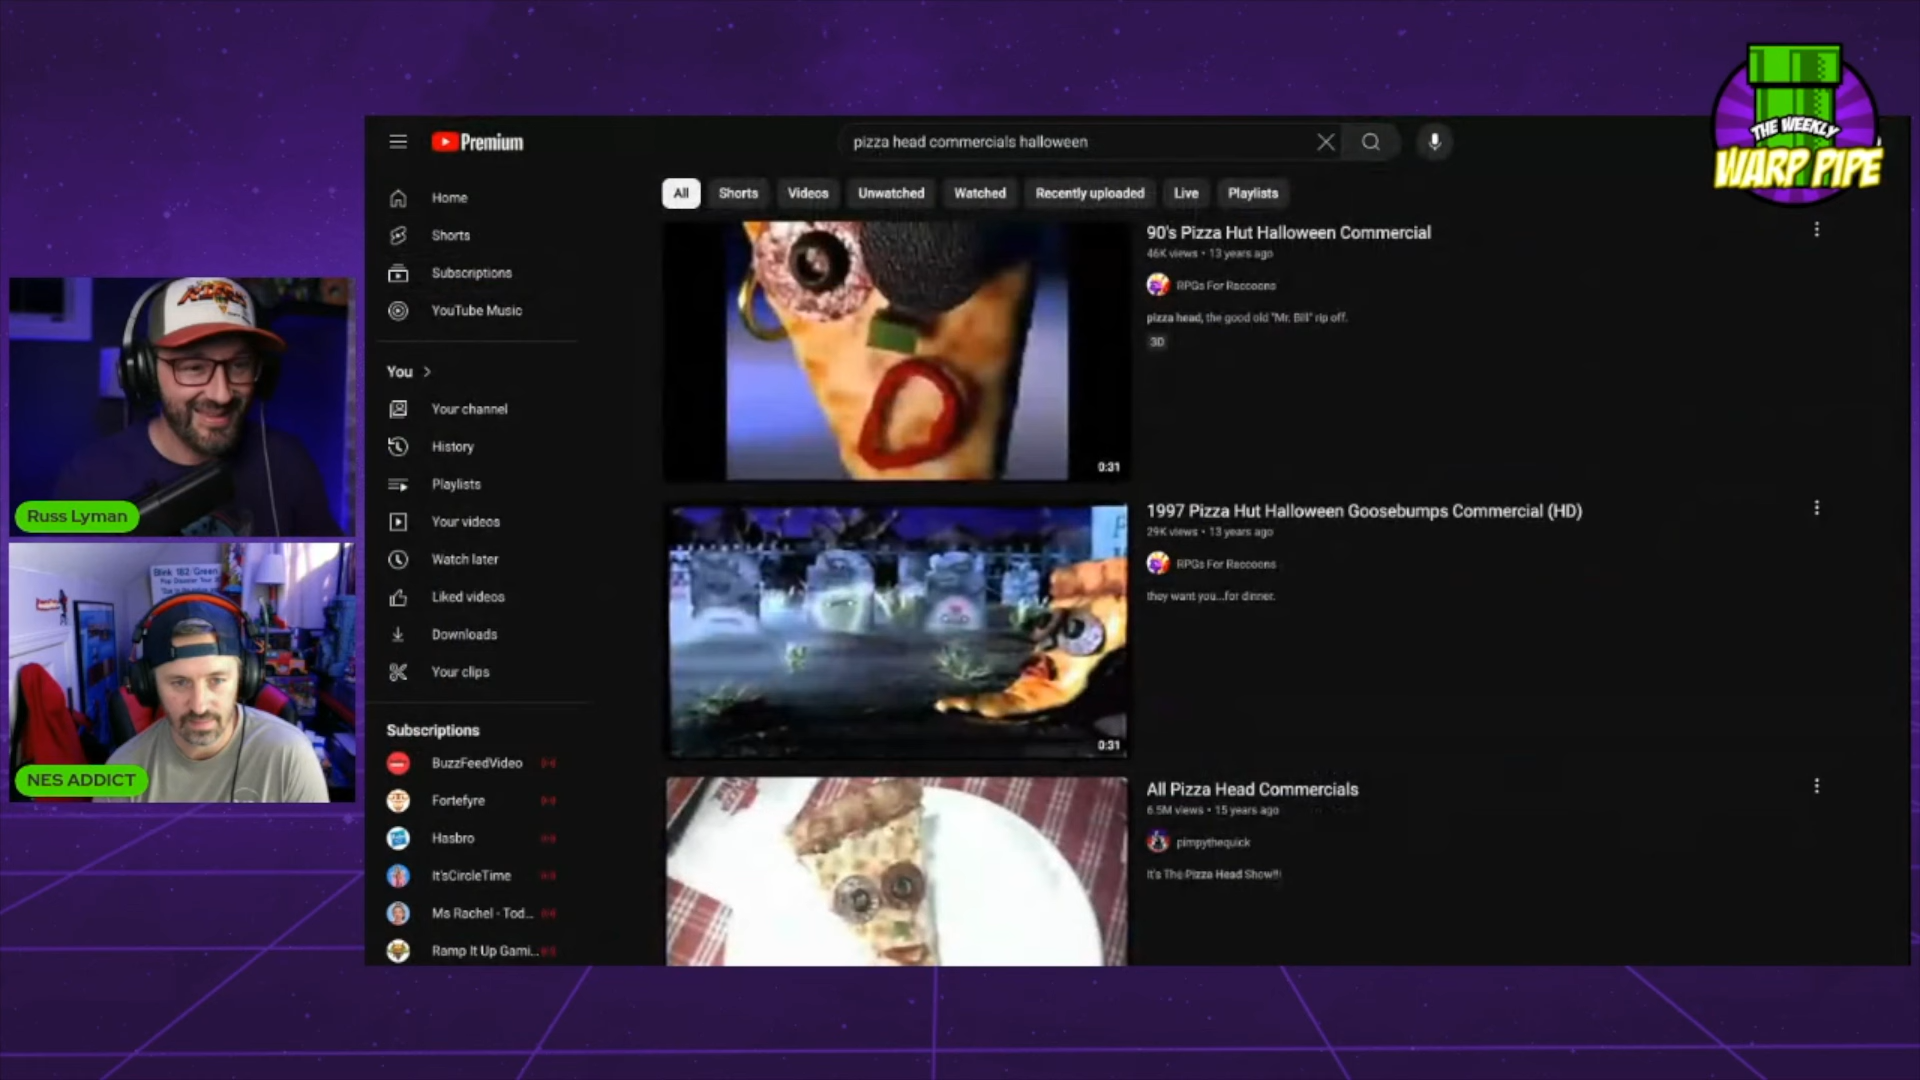 THE WEEKLY
WARP PIPE
Premium
pizza head commercials halloween
All
Shorts
Videos
Unwatched
Watched
Recently uploaded
Live
Playlists
Home
Shorts
Subscriptions
YouTube Music
You
Your channel
History
Playlists
Your videos
Watch later
Liked videos
Downloads
Your clips
Subscriptions
BuzzFeedVideo
Fortefyre
Hasbro
It'sCircleTime
Ms Rachel - Tod...
Ramp It Up Gami...
90's Pizza Hut Halloween Commercial
46K views • 13 years ago
RPGs For Raccoons
pizza head, the good old "Mr. Bill" rip off.
3D
0:31
1997 Pizza Hut Halloween Goosebumps Commercial (HD)
29K views • 13 years ago
RPGs For Raccoons
they want you...for dinner.
0:31
All Pizza Head Commercials
6.5M views • 15 years ago
pimpythequick
It's The Pizza Head Show!!!
Russ Lyman
Blink 182/Green
NES ADDICT